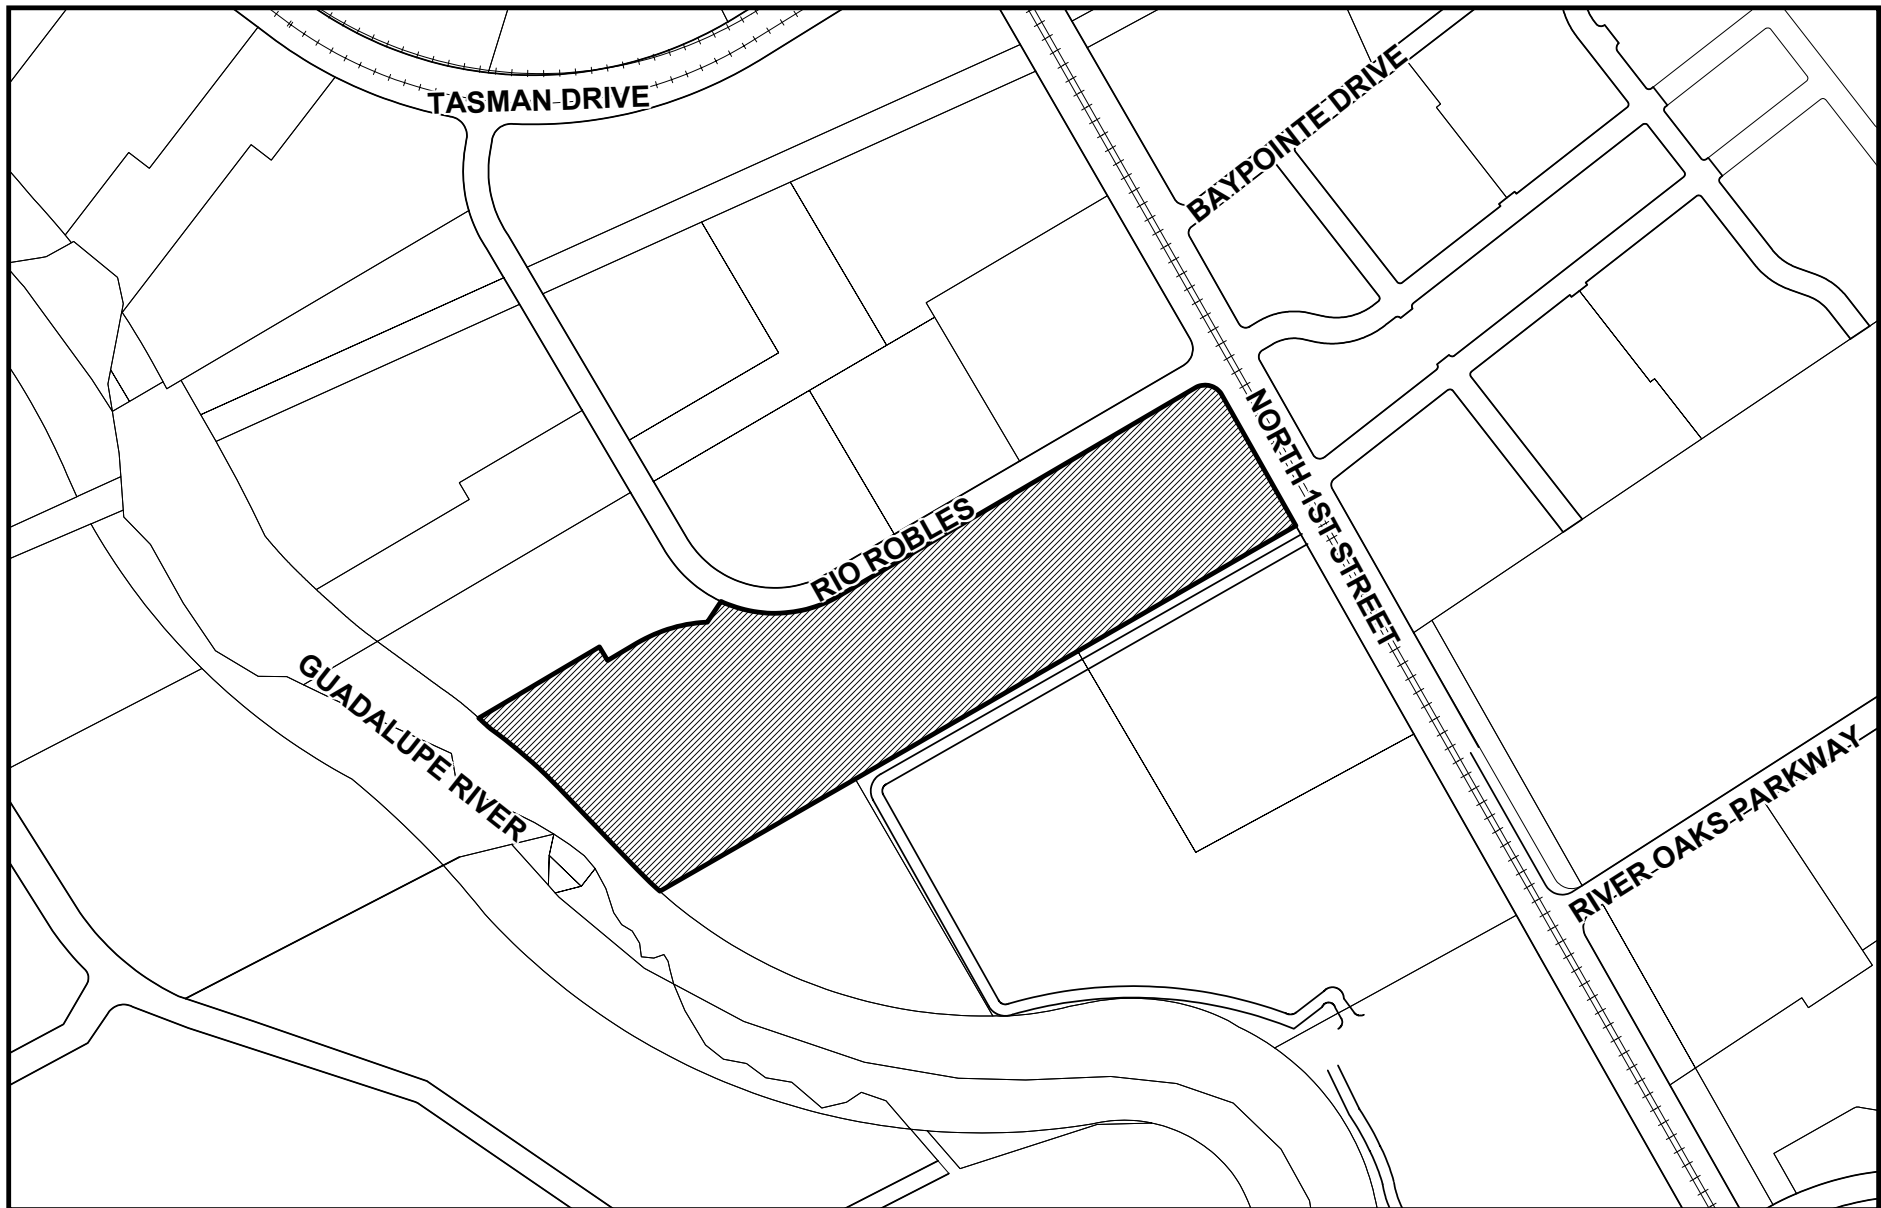 TASMAN DRIVE
BAYPOINTE DRIVE
NORTH 1ST STREET
RIO ROBLES
GUADALUPE RIVER
RIVER OAKS PARKWAY